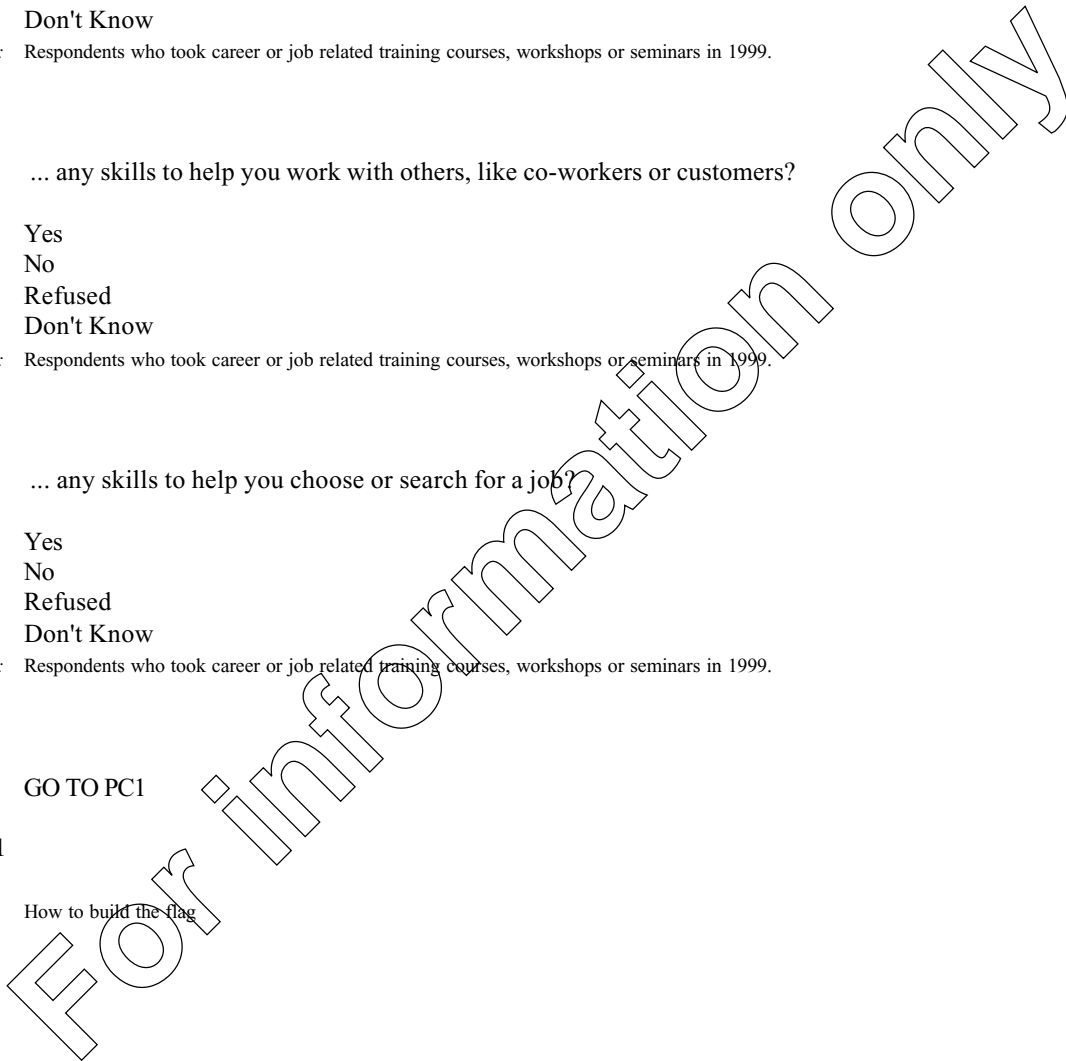 Don't Know
r Respondents who took career or job related training courses, workshops or seminars in 1999.
... any skills to help you work with others, like co-workers or customers?
Yes
No
Refused
Don't Know
r Respondents who took career or job related training courses, workshops or seminars in 1999.
... any skills to help you choose or search for a job?
Yes
No
Refused
Don't Know
r Respondents who took career or job related training courses, workshops or seminars in 1999.
GO TO PC1
1
How to build the flag
For information only